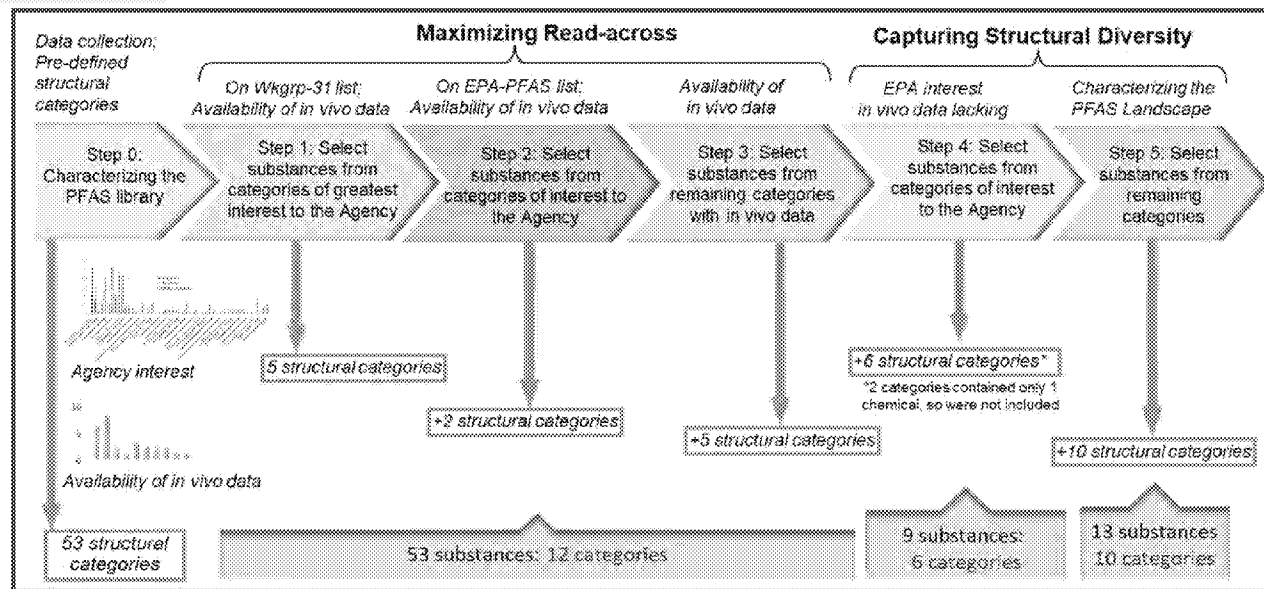 Maximizing Read-across
Capturing Structural Diversity
Data collection;
Pre-defined
structural
categories
On Wkgrp-31 list;
Availability of in vivo data
On EPA-PFAS list;
Availability of in vivo data
Availability of
in vivo data
EPA interest
in vivo data lacking
Characterizing the
PFAS Landscape
Step 0:
Characterizing the
PFAS library
Step 1: Select
substances from
categories of greatest
interest to the Agency
Step 2: Select
substances from
categories of interest to
the Agency
Step 3: Select
substances from
remaining categories
with in vivo data
Step 4: Select
substances from
categories of interest
to the Agency
Step 5: Select
substances from
remaining
categories
Agency interest
5 structural categories
+2 structural categories
+5 structural categories
+6 structural categories*
*2 categories contained only 1
chemical, so were not included
+10 structural categories
Availability of in vivo data
53 structural
categories
53 substances: 12 categories
9 substances:
6 categories
13 substances
10 categories